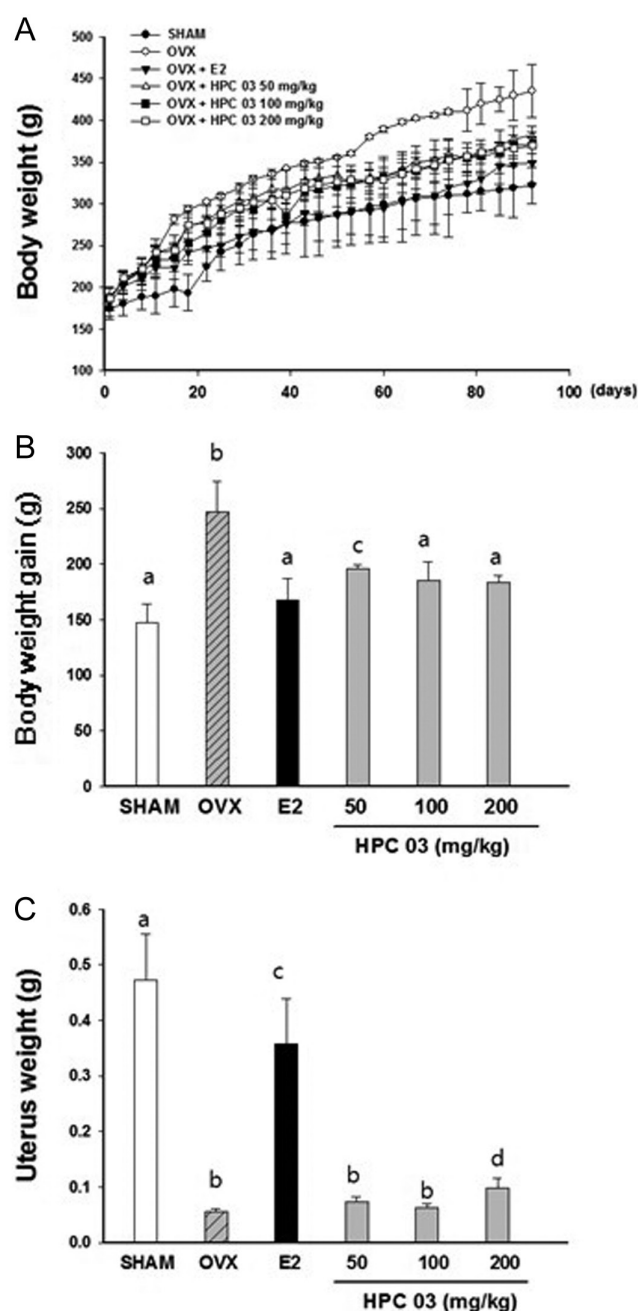 A
SHAM
OVX
OVX + E2
OVX + HPC 03 50 mg/kg
OVX + HPC 03 100 mg/kg
OVX + HPC 03 200 mg/kg
Body weight (g)
500
450
400
350
300
250
200
150
100
0 20 40 60 80 100 (days)
B
Body weight gain (g)
300
250
200
150
100
50
0
a b a c a a
SHAM OVX E2 50 100 200
HPC 03 (mg/kg)
C
Uterus weight (g)
0.6
0.5
0.4
0.3
0.2
0.1
0.0
a b c b b d
SHAM OVX E2 50 100 200
HPC 03 (mg/kg)